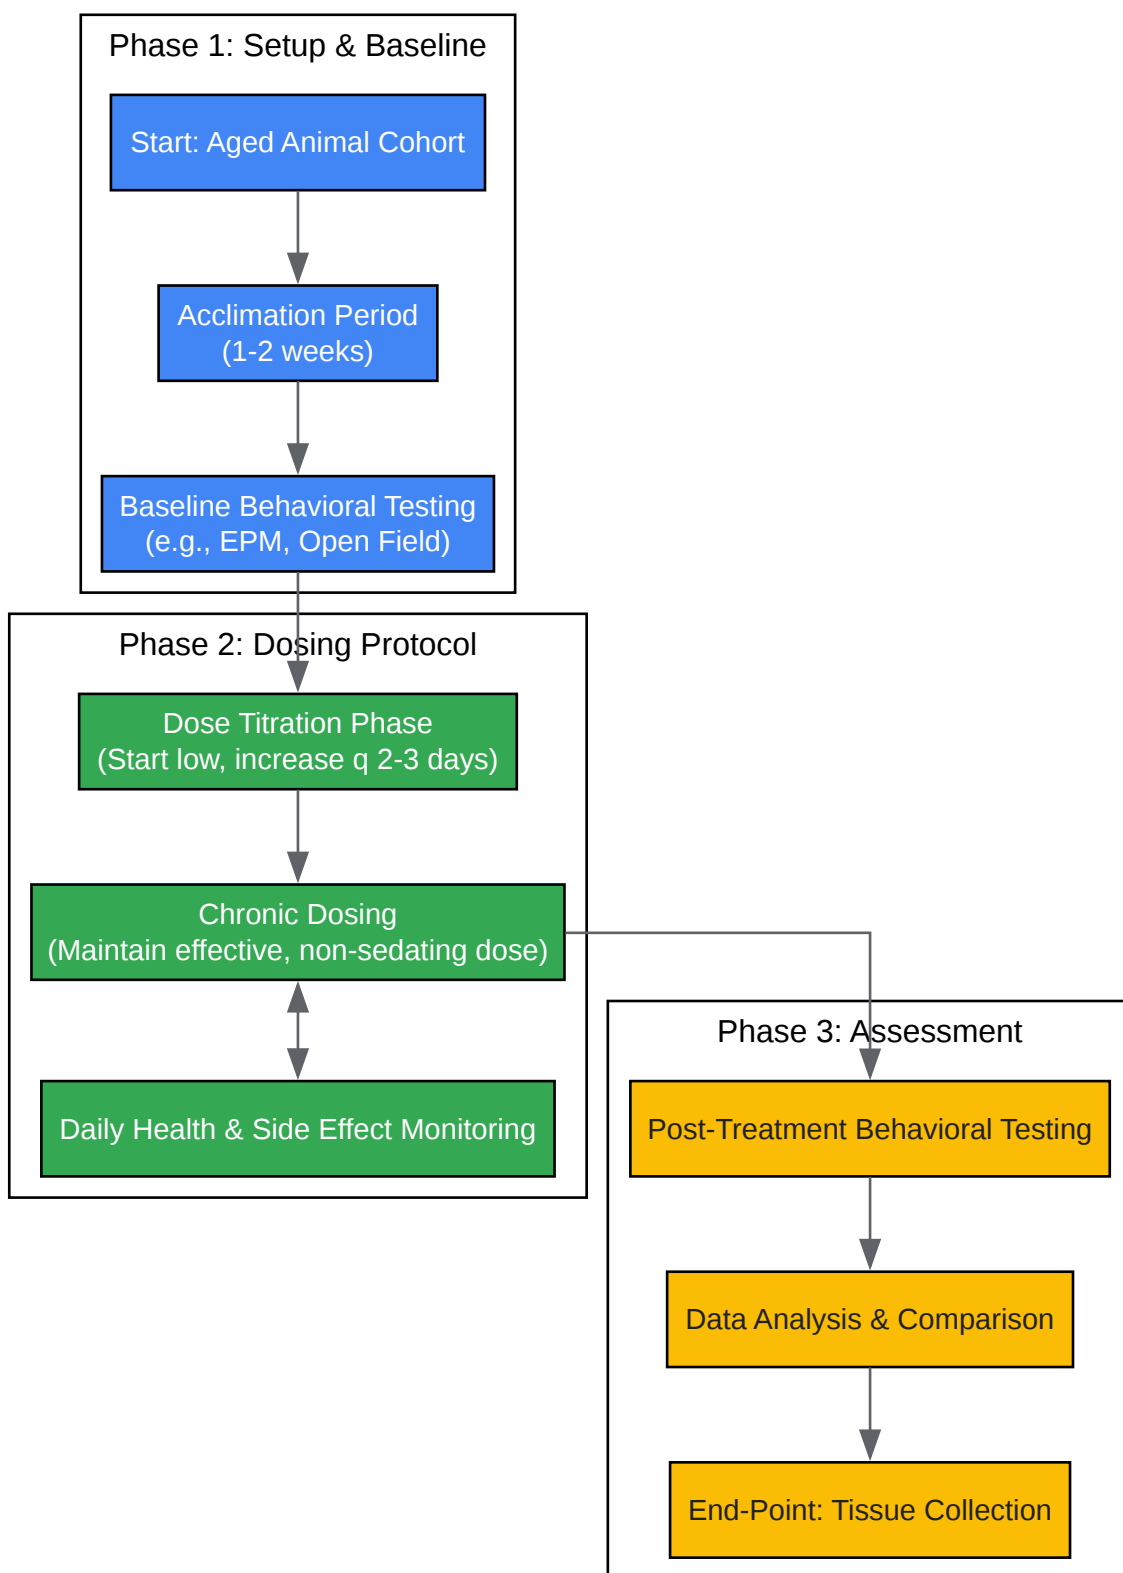 Phase 1: Setup & Baseline
Start: Aged Animal Cohort
Acclimation Period
(1-2 weeks)
Baseline Behavioral Testing
(e.g., EPM, Open Field)
Phase 2: Dosing Protocol
Dose Titration Phase
(Start low, increase q 2-3 days)
Chronic Dosing
(Maintain effective, non-sedating dose)
Daily Health & Side Effect Monitoring
Phase 3: Assessment
Post-Treatment Behavioral Testing
Data Analysis & Comparison
End-Point: Tissue Collection